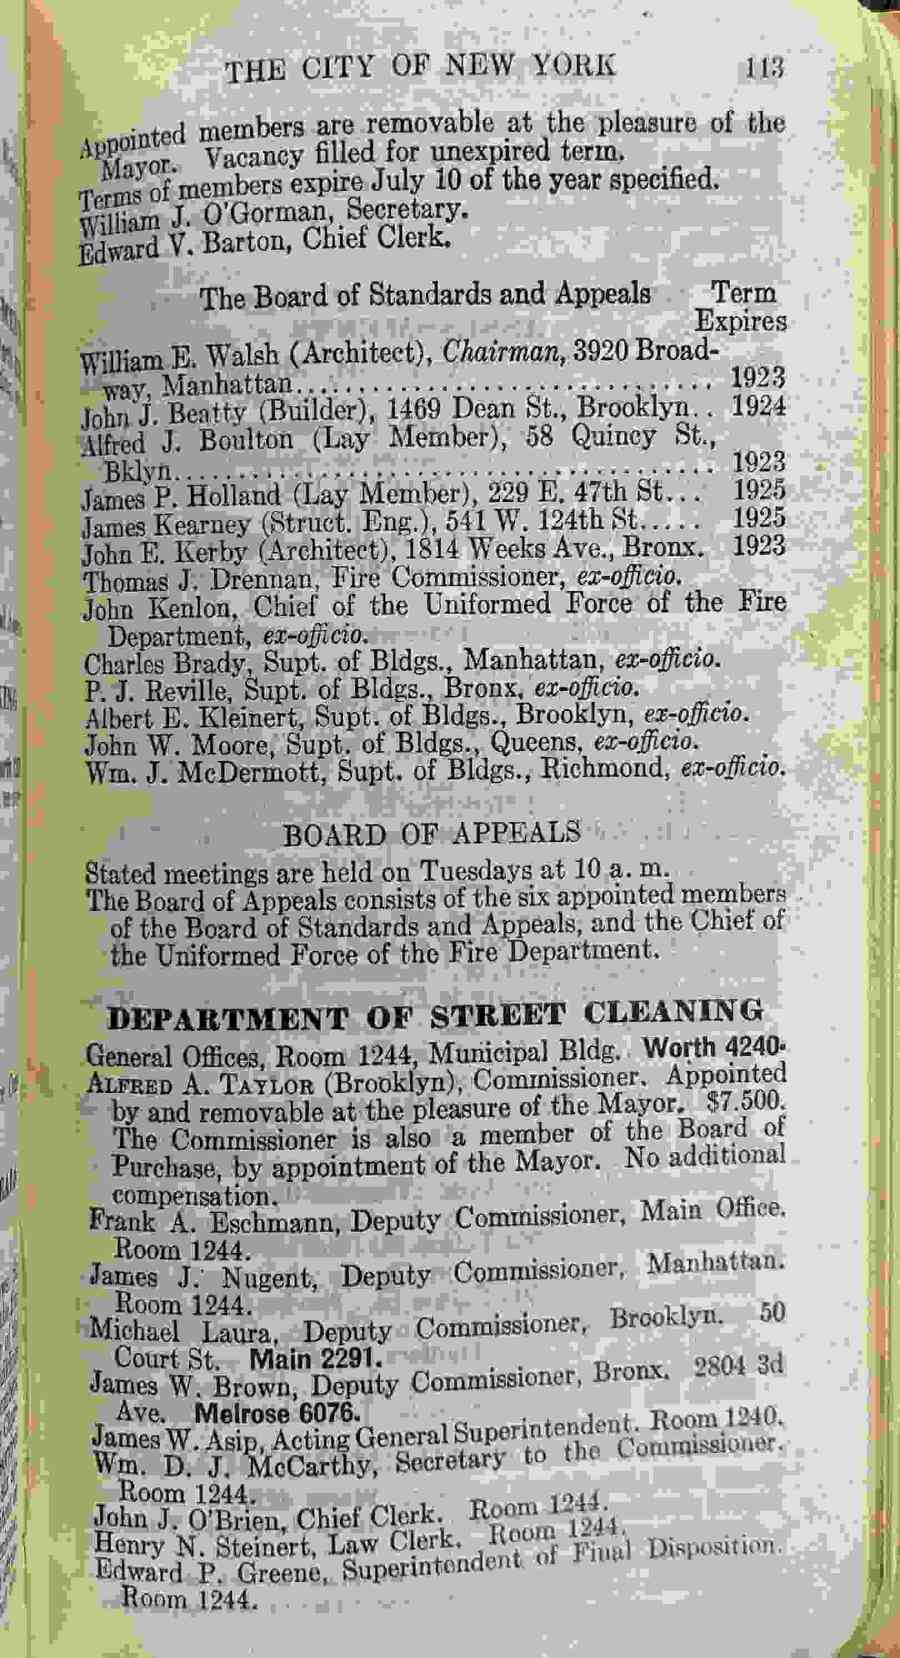 THE CITY OF NEW YORK 113
Appointed members are removable at the pleasure of the
Mayor. Vacancy filled for unexpired term.
Terms of members expire July 10 of the year specified.
William J. O'Gorman, Secretary.
Edward V. Barton, Chief Clerk.
The Board of Standards and Appeals Term
Expires
William E. Walsh (Architect), Chairman, 3920 Broad-
way, Manhattan................................. 1923
John J. Beatty (Builder), 1469 Dean St., Brooklyn.. 1924
Alfred J. Boulton (Lay Member), 58 Quincy St.,
Bklyn........................................... 1923
James P. Holland (Lay Member), 229 E. 47th St... 1925
James Kearney (Struct. Eng.), 541 W. 124th St..... 1925
John E. Kerby (Architect), 1814 Weeks Ave., Bronx. 1923
Thomas J. Drennan, Fire Commissioner, ex-officio.
John Kenlon, Chief of the Uniformed Force of the Fire
Department, ex-officio.
Charles Brady, Supt. of Bldgs., Manhattan, ex-officio.
P. J. Reville, Supt. of Bldgs., Bronx, ex-officio.
Albert E. Kleinert, Supt. of Bldgs., Brooklyn, ex-officio.
John W. Moore, Supt. of Bldgs., Queens, ex-officio.
Wm. J. McDermott, Supt. of Bldgs., Richmond, ex-officio.
BOARD OF APPEALS
Stated meetings are held on Tuesdays at 10 a. m.
The Board of Appeals consists of the six appointed members
of the Board of Standards and Appeals, and the Chief of
the Uniformed Force of the Fire Department.
DEPARTMENT OF STREET CLEANING
General Offices, Room 1244, Municipal Bldg. Worth 4240.
ALFRED A. TAYLOR (Brooklyn), Commissioner. Appointed
by and removable at the pleasure of the Mayor. $7.500.
The Commissioner is also a member of the Board of
Purchase, by appointment of the Mayor. No additional
compensation.
Frank A. Eschmann, Deputy Commissioner, Main Office.
Room 1244.
James J. Nugent, Deputy Commissioner, Manhattan.
Room 1244.
Michael Laura, Deputy Commissioner, Brooklyn. 50
Court St. Main 2291.
James W. Brown, Deputy Commissioner, Bronx. 2804 3d
Ave. Melrose 6076.
James W. Asip, Acting General Superintendent. Room 1240.
Wm. D. J. McCarthy, Secretary to the Commissioner.
Room 1244.
John J. O'Brien, Chief Clerk. Room 1244.
Henry N. Steinert, Law Clerk. Room 1244.
Edward P. Greene, Superintendent of Final Disposition.
Room 1244.